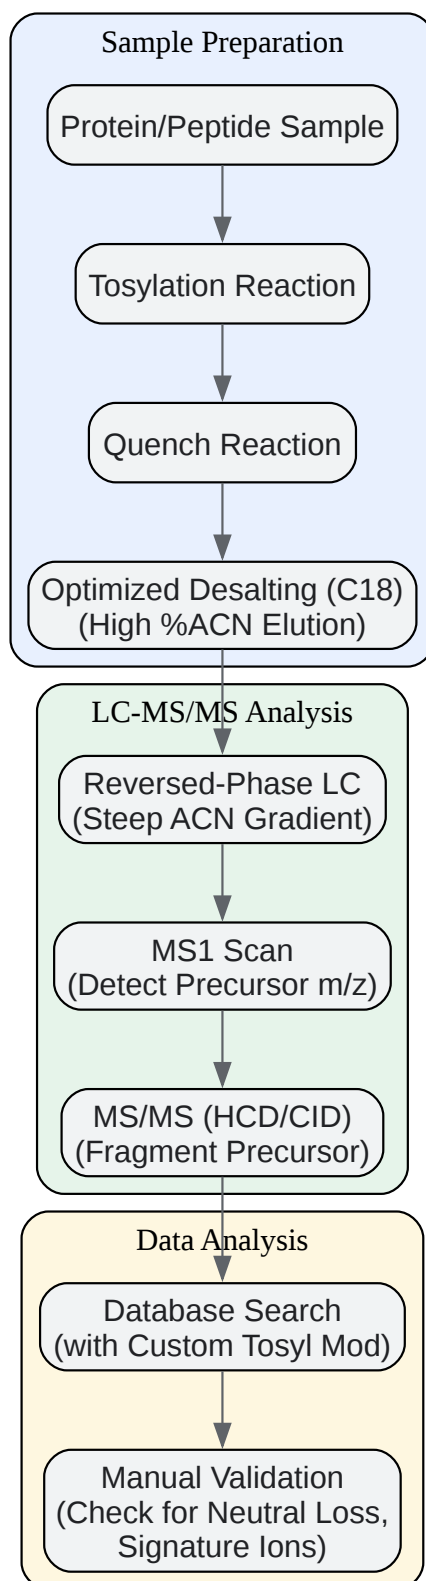 Sample Preparation
Protein/Peptide Sample
Tosylation Reaction
Quench Reaction
Optimized Desalting (C18)
(High %ACN Elution)
LC-MS/MS Analysis
Reversed-Phase LC
(Steep ACN Gradient)
MS1 Scan
(Detect Precursor m/z)
MS/MS (HCD/CID)
(Fragment Precursor)
Data Analysis
Database Search
(with Custom Tosyl Mod)
Manual Validation
(Check for Neutral Loss,
Signature Ions)